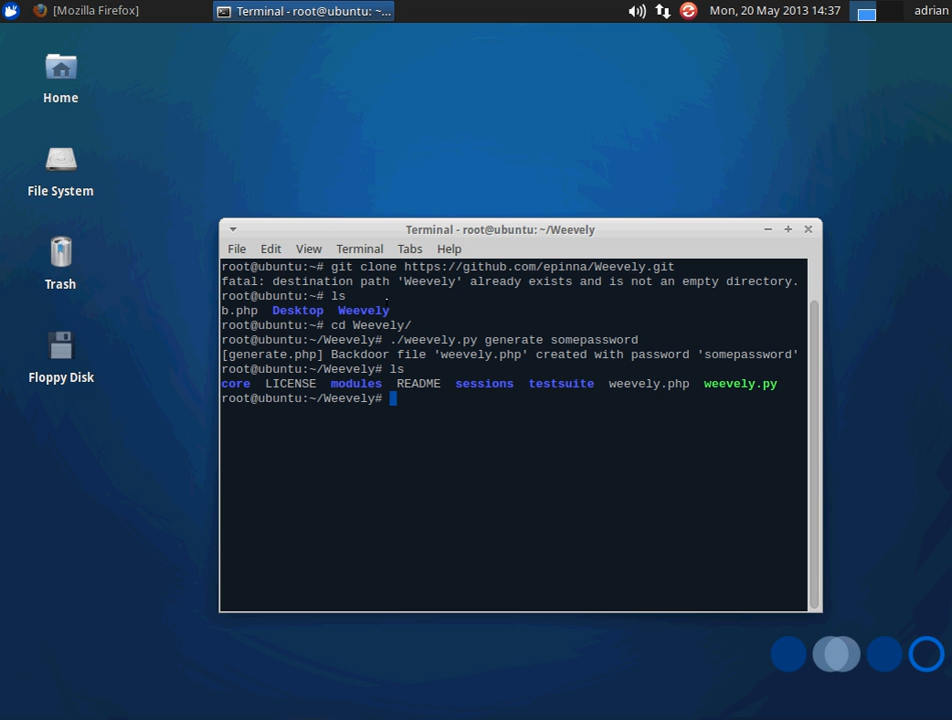 [Mozilla Firefox]
Terminal - root@ubuntu: ~...
Mon, 20 May 2013 14:37
adrian
Home
File System
Trash
Floppy Disk
Terminal - root@ubuntu: ~/Weevely
File Edit View Terminal Tabs Help
root@ubuntu:~# git clone https://github.com/epinna/Weevely.git
fatal: destination path 'Weevely' already exists and is not an empty directory.
root@ubuntu:~# ls
b.php Desktop Weevely
root@ubuntu:~# cd Weevely/
root@ubuntu:~/Weevely# ./weevely.py generate somepassword
[generate.php] Backdoor file 'weevely.php' created with password 'somepassword'
root@ubuntu:~/Weevely# ls
core LICENSE modules README sessions testsuite weevely.php weevely.py
root@ubuntu:~/Weevely#